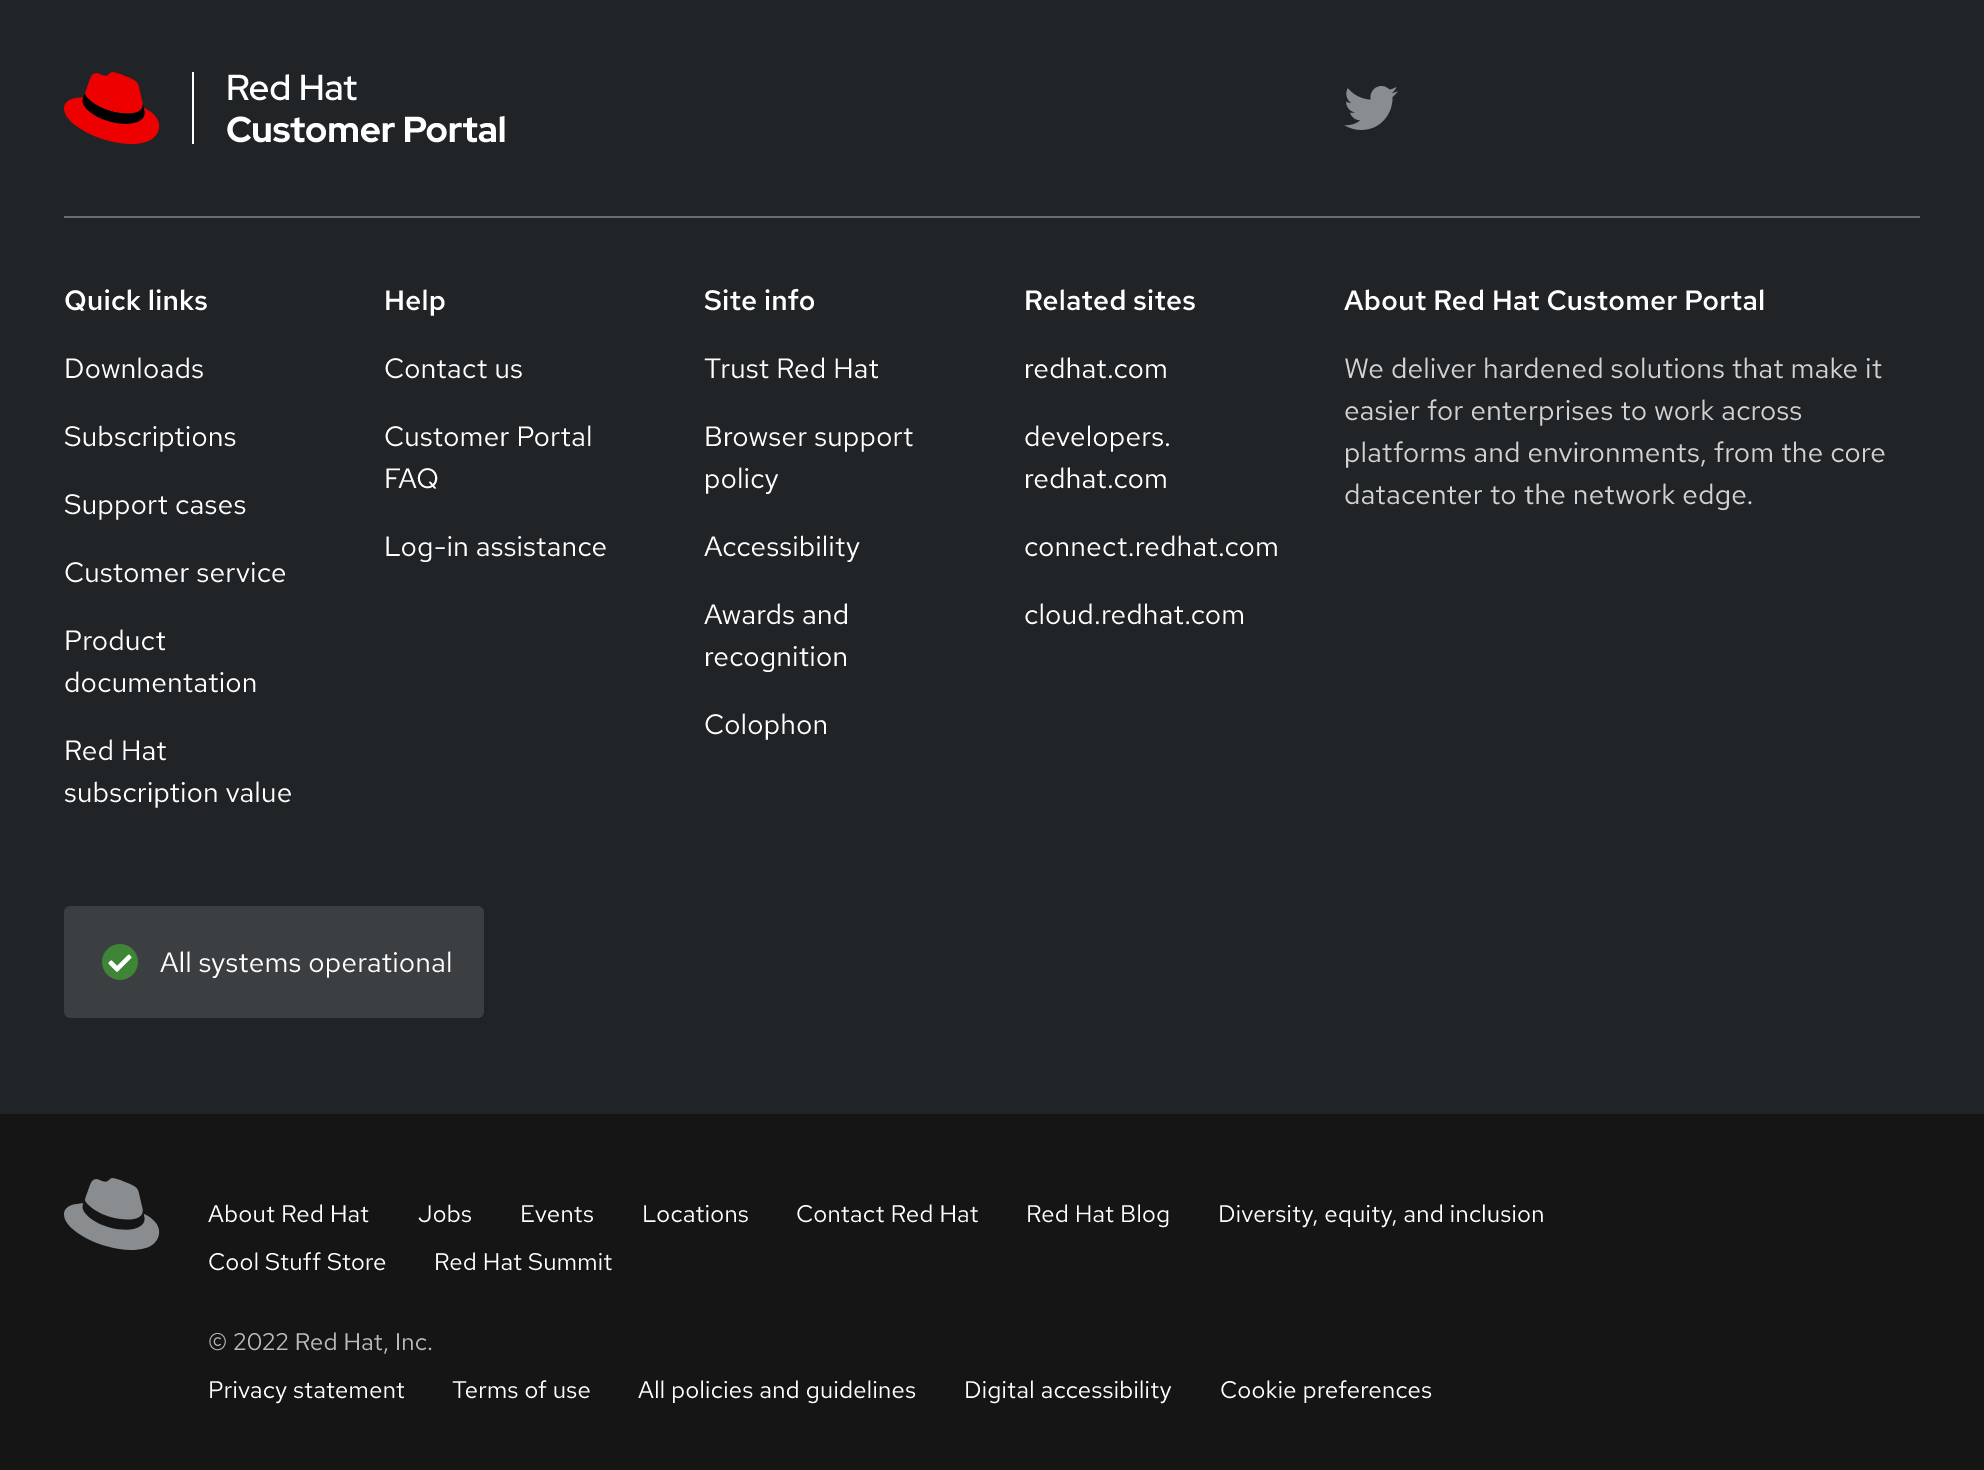 Red Hat
Customer Portal
Quick links
Downloads
Subscriptions
Support cases
Customer service
Product
documentation
Red Hat
subscription value
Help
Contact us
Customer Portal
FAQ
Log-in assistance
Site info
Trust Red Hat
Browser support
policy
Accessibility
Awards and
recognition
Colophon
Related sites
redhat.com
developers.
redhat.com
connect.redhat.com
cloud.redhat.com
About Red Hat Customer Portal
We deliver hardened solutions that make it
easier for enterprises to work across
platforms and environments, from the core
datacenter to the network edge.
All systems operational
About Red Hat Jobs Events Locations Contact Red Hat Red Hat Blog Diversity, equity, and inclusion
Cool Stuff Store Red Hat Summit
© 2022 Red Hat, Inc.
Privacy statement Terms of use All policies and guidelines Digital accessibility Cookie preferences